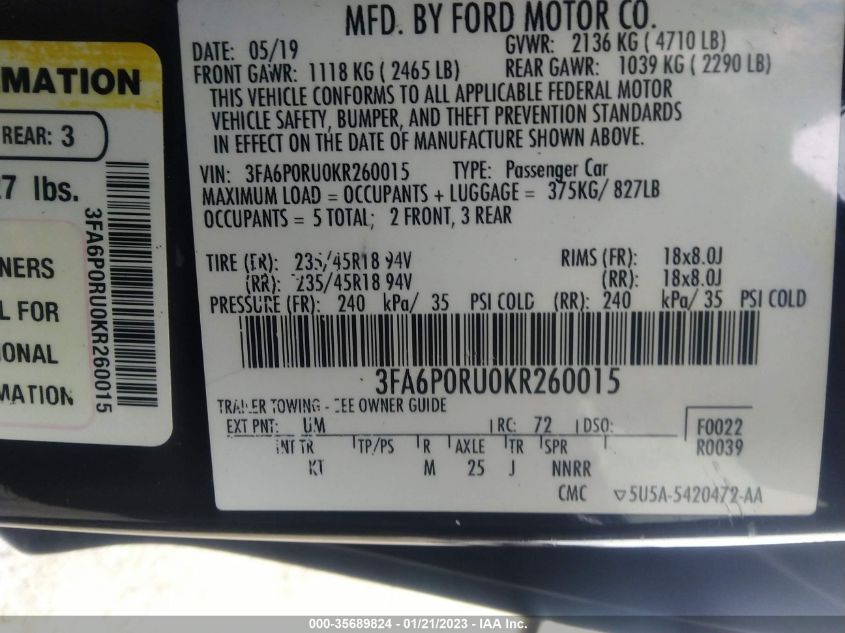 MFD. BY FORD MOTOR CO.
DATE: 05/19 GVWR: 2136 KG ( 4710 LB)
FRONT GAWR: 1118 KG ( 2465 LB) REAR GAWR: 1039 KG ( 2290 LB)
THIS VEHICLE CONFORMS TO ALL APPLICABLE FEDERAL MOTOR
VEHICLE SAFETY, BUMPER, AND THEFT PREVENTION STANDARDS
IN EFFECT ON THE DATE OF MANUFACTURE SHOWN ABOVE.
VIN: 3FA6P0RU0KR260015 TYPE: Passenger Car
MAXIMUM LOAD = OCCUPANTS + LUGGAGE = 375KG/ 827LB
OCCUPANTS = 5 TOTAL; 2 FRONT, 3 REAR
TIRE (FR): 235/45R18 94V RIMS (FR): 18x8.0J
(RR): 235/45R18 94V (RR): 18x8.0J
PRESSURE (FR): 240 kPa/ 35 PSI COLD (RR): 240 kPa/ 35 PSI COLD
3FA6P0RU0KR260015
TRAILER TOWING - SEE OWNER GUIDE
EXT PNT: UM RC: 72 DSO: F0022
INT TR TP/PS R AXLE TR SPR R0039
KT M 25 J NNRR
CMC 5U5A-5420472-AA
MATION
REAR: 3
7 lbs.
3FA6P0RU0KR260015
NERS
L FOR
IONAL
MATION
000-35689824 - 01/21/2023 - IAA Inc.